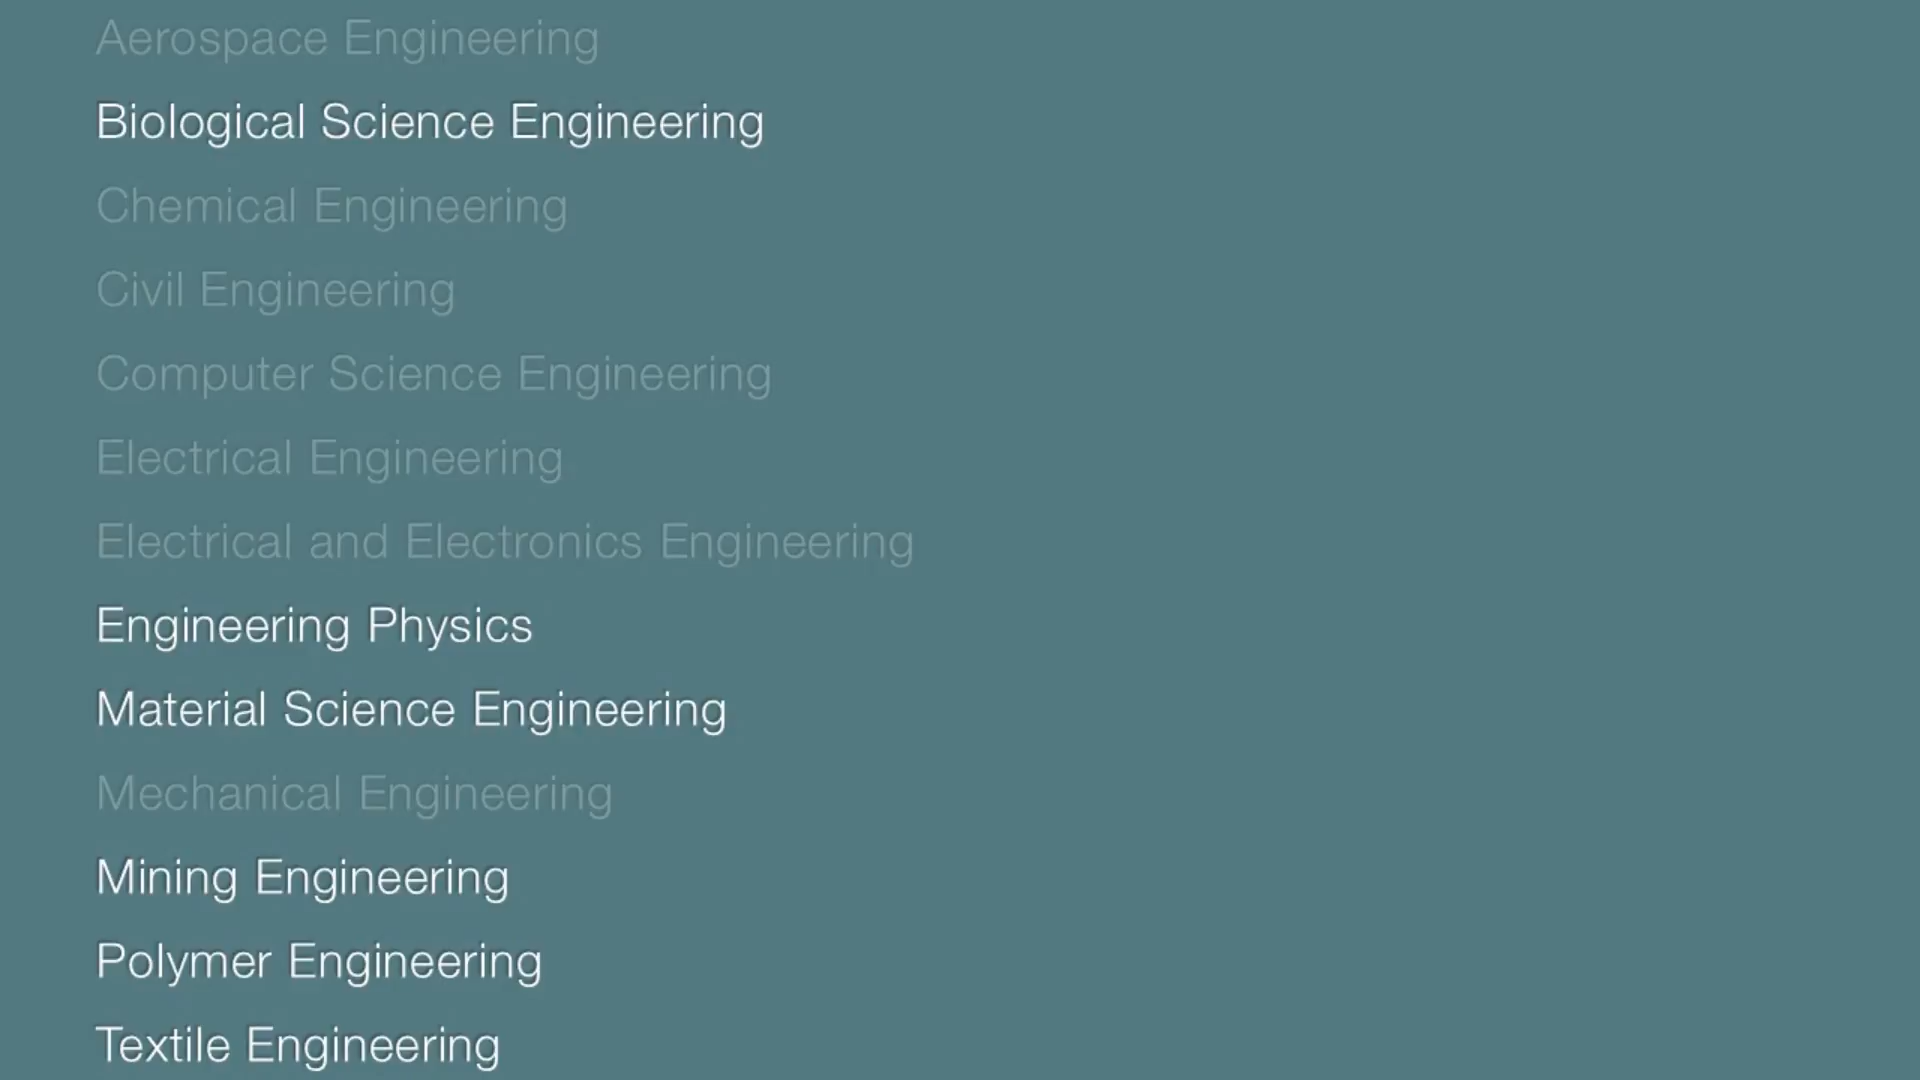 Aerospace Engineering
Biological Science Engineering
Chemical Engineering
Civil Engineering
Computer Science Engineering
Electrical Engineering
Electrical and Electronics Engineering
Engineering Physics
Material Science Engineering
Mechanical Engineering
Mining Engineering
Polymer Engineering
Textile Engineering